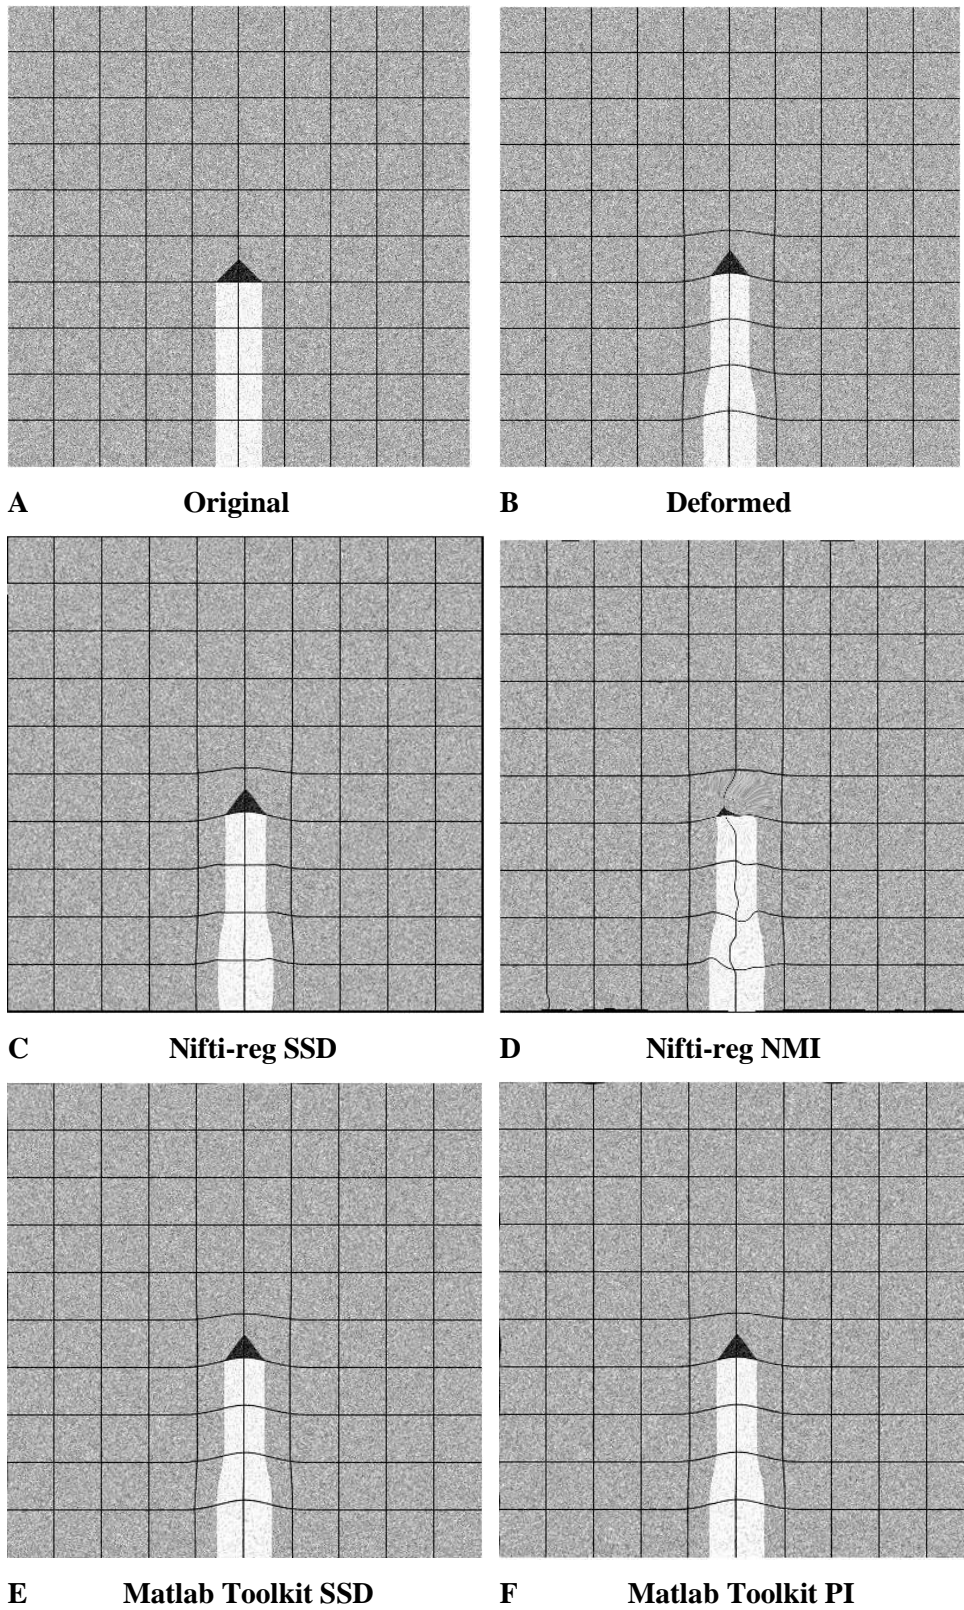 A Original
B Deformed
C Nifti-reg SSD
D Nifti-reg NMI
E Matlab Toolkit SSD
F Matlab Toolkit PI